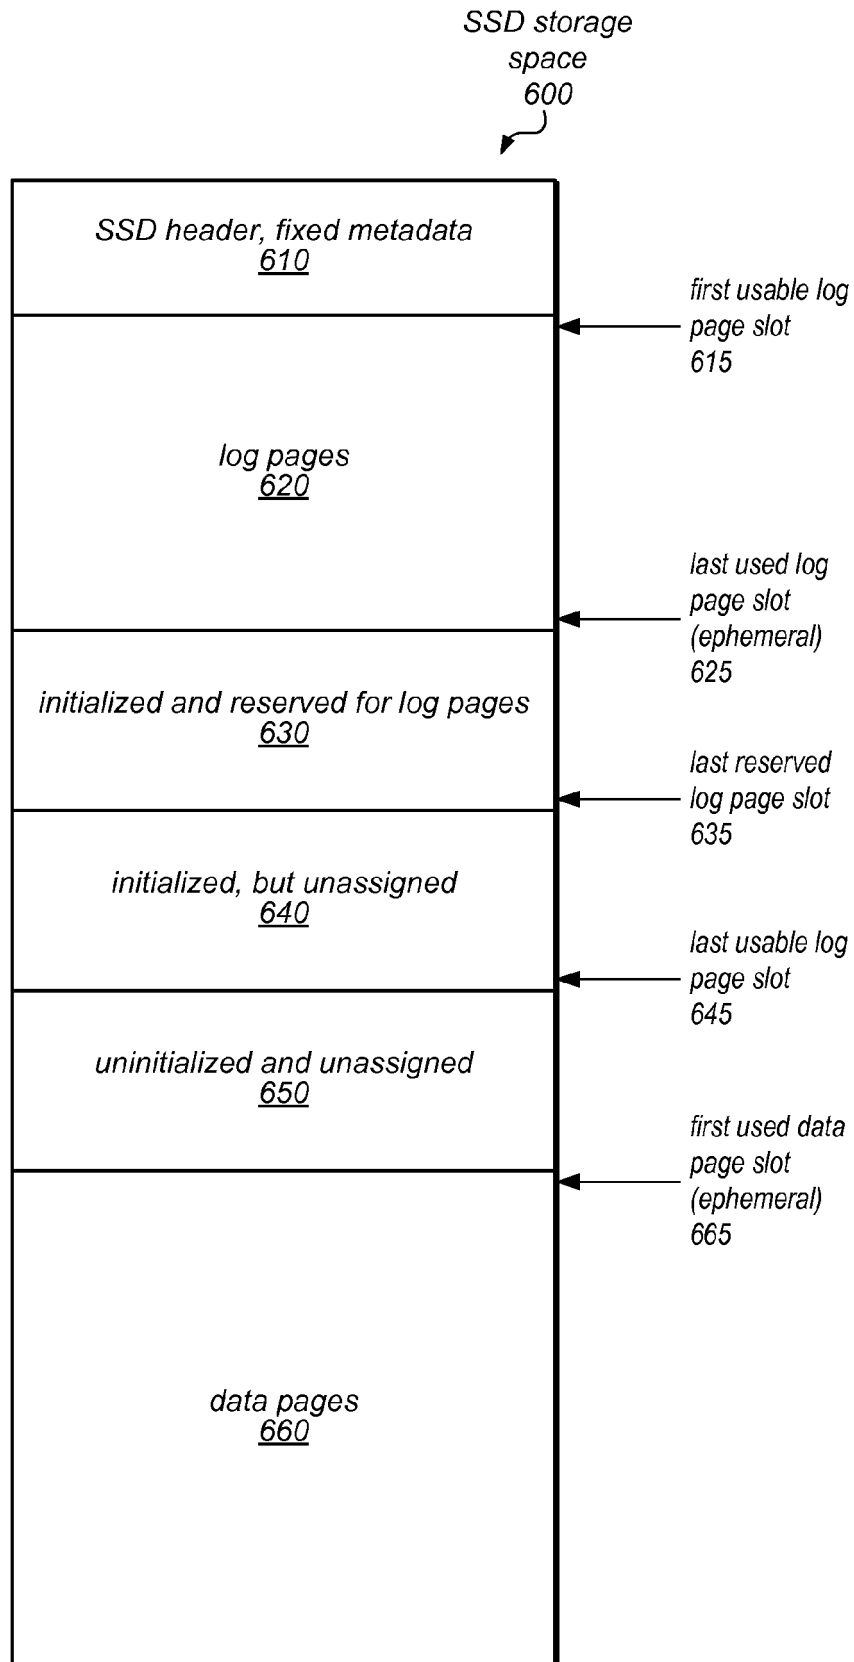 SSD storage
space
600
SSD header, fixed metadata
610
first usable log
page slot
615
log pages
620
last used log
page slot
(ephemeral)
625
initialized and reserved for log pages
630
last reserved
log page slot
635
initialized, but unassigned
640
last usable log
page slot
645
uninitialized and unassigned
650
first used data
page slot
(ephemeral)
665
data pages
660